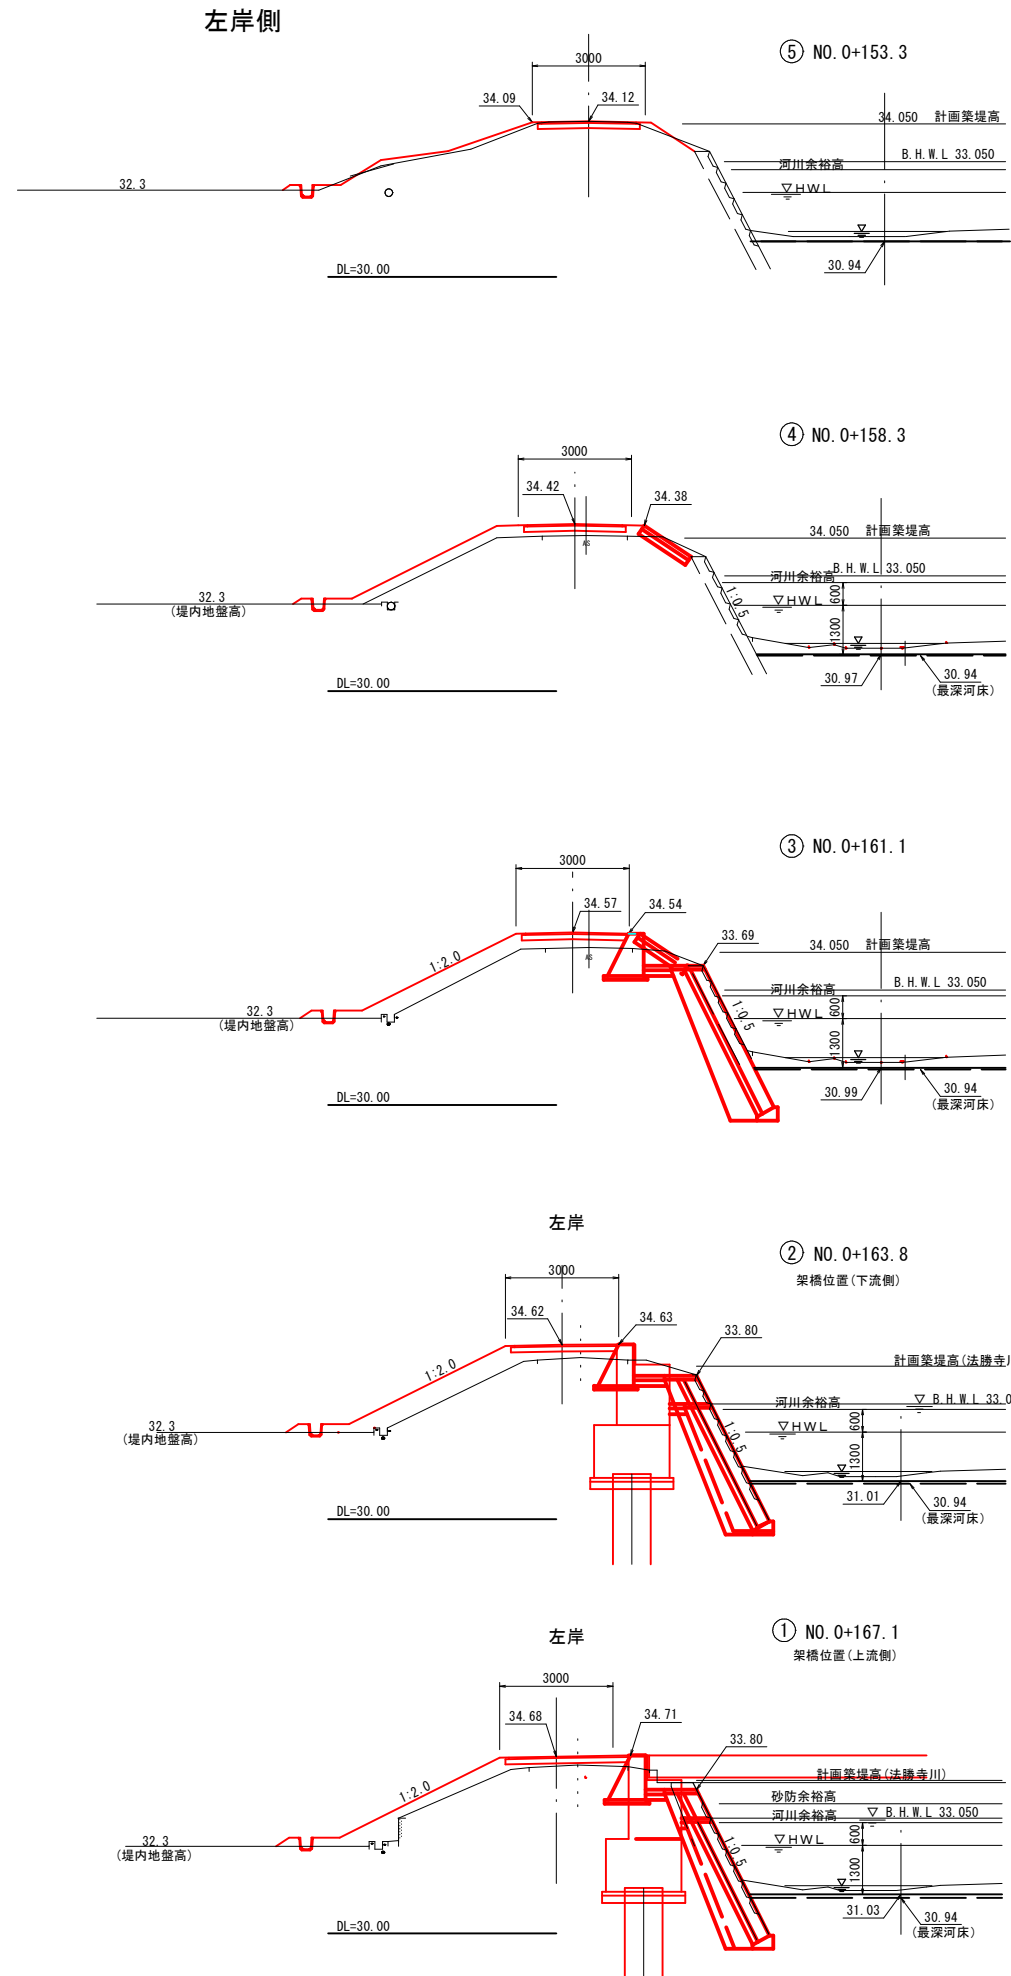 左岸側
⑤ NO.0+153.3
3000
34.09
34.12
34.050 計画築堤高
B.H.W.L 33.050
河川余裕高
▽HWL
32.3
30.94
DL=30.00
④ NO.0+158.3
3000
34.42
34.38
34.050 計画築堤高
AS
B.H.W.L 33.050
河川余裕高
1:0.5
600
▽HWL
32.3
(堤内地盤高)
1300
30.97
30.94
(最深河床)
DL=30.00
③ NO.0+161.1
3000
34.57
34.54
33.69
34.050 計画築堤高
AS
1:2.0
B.H.W.L 33.050
河川余裕高
1:0.5
600
▽HWL
32.3
(堤内地盤高)
1300
30.99
30.94
(最深河床)
DL=30.00
左岸
② NO.0+163.8
架橋位置(下流側)
3000
34.62
34.63
33.80
計画築堤高(法勝寺川
1:2.0
河川余裕高
▽ B.H.W.L 33.0
1:0.5
600
▽HWL
32.3
(堤内地盤高)
1300
31.01
30.94
(最深河床)
DL=30.00
左岸
① NO.0+167.1
架橋位置(上流側)
3000
34.68
34.71
33.80
計画築堤高(法勝寺川)
1:2.0
砂防余裕高
河川余裕高
▽ B.H.W.L 33.050
1:0.5
600
▽HWL
32.3
(堤内地盤高)
1300
31.03
30.94
(最深河床)
DL=30.00